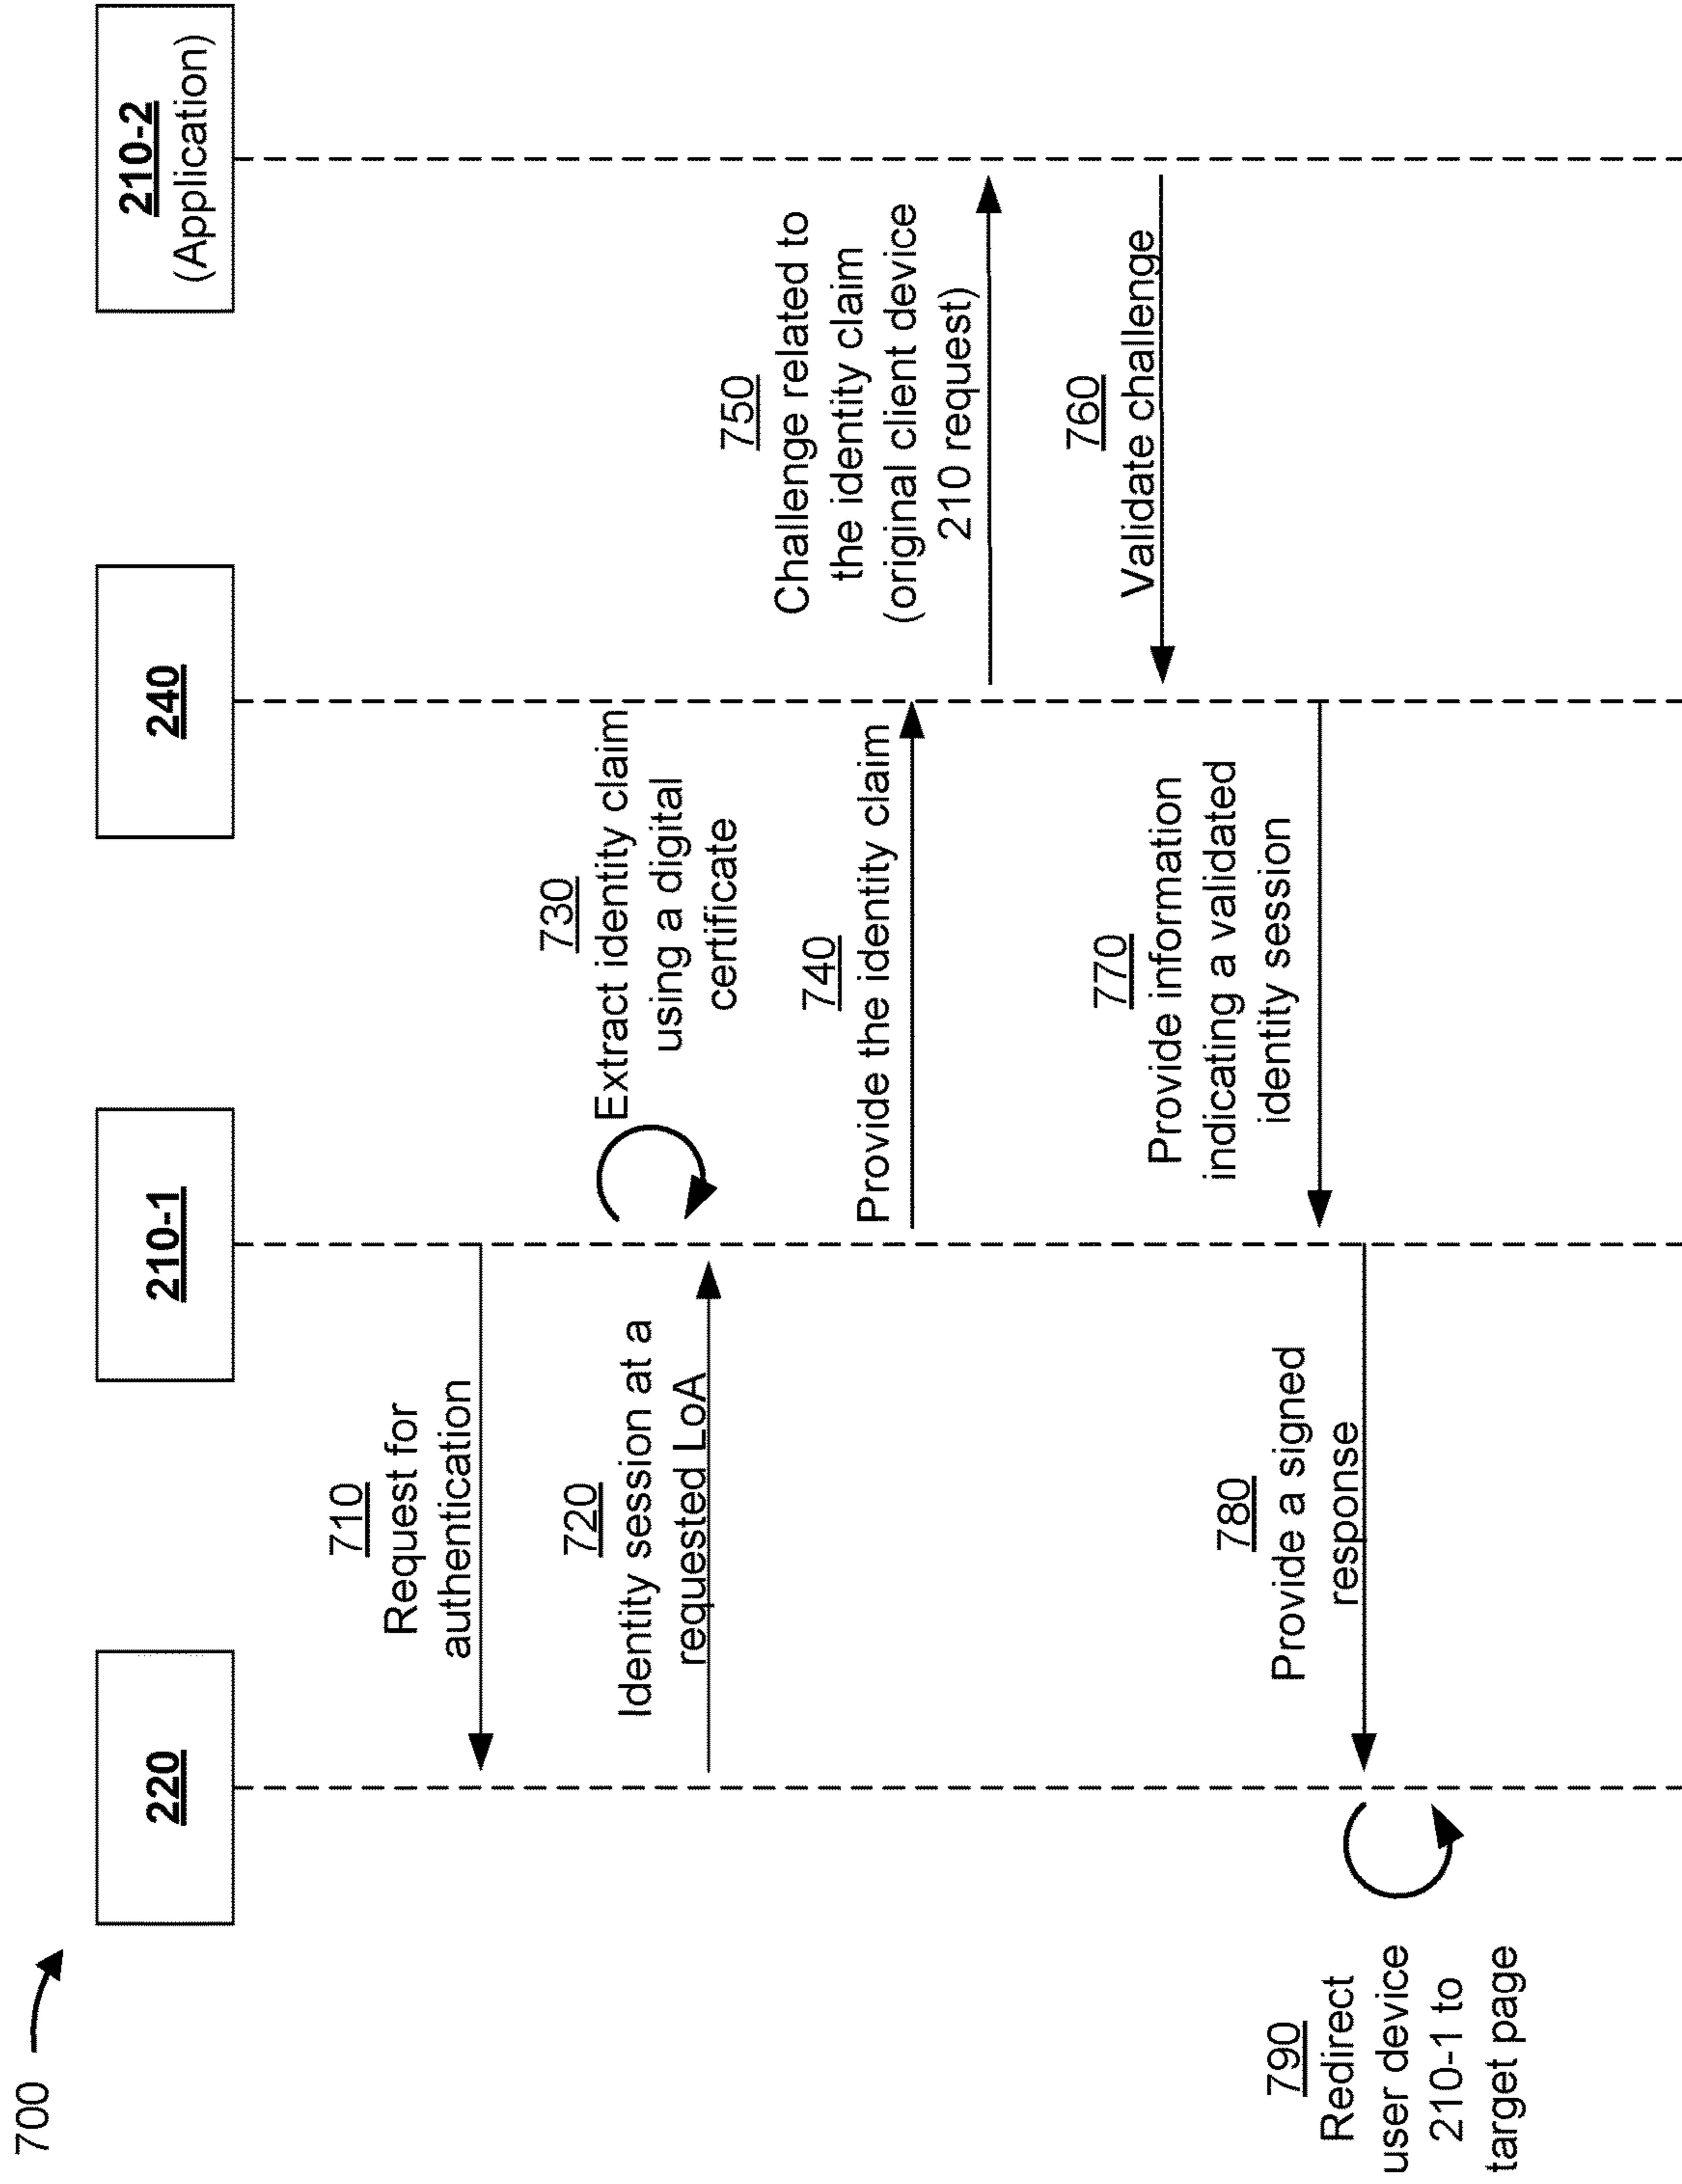 700
220
210-1
240
210-2
(Application)
710
Request for
authentication
720
Identity session at a
requested LoA
730
Extract identity claim
using a digital
certificate
740
Provide the identity claim
750
Challenge related to
the identity claim
(original client device
210 request)
760
Validate challenge
770
Provide information
indicating a validated
identity session
780
Provide a signed
response
790
Redirect
user device
210-1 to
target page